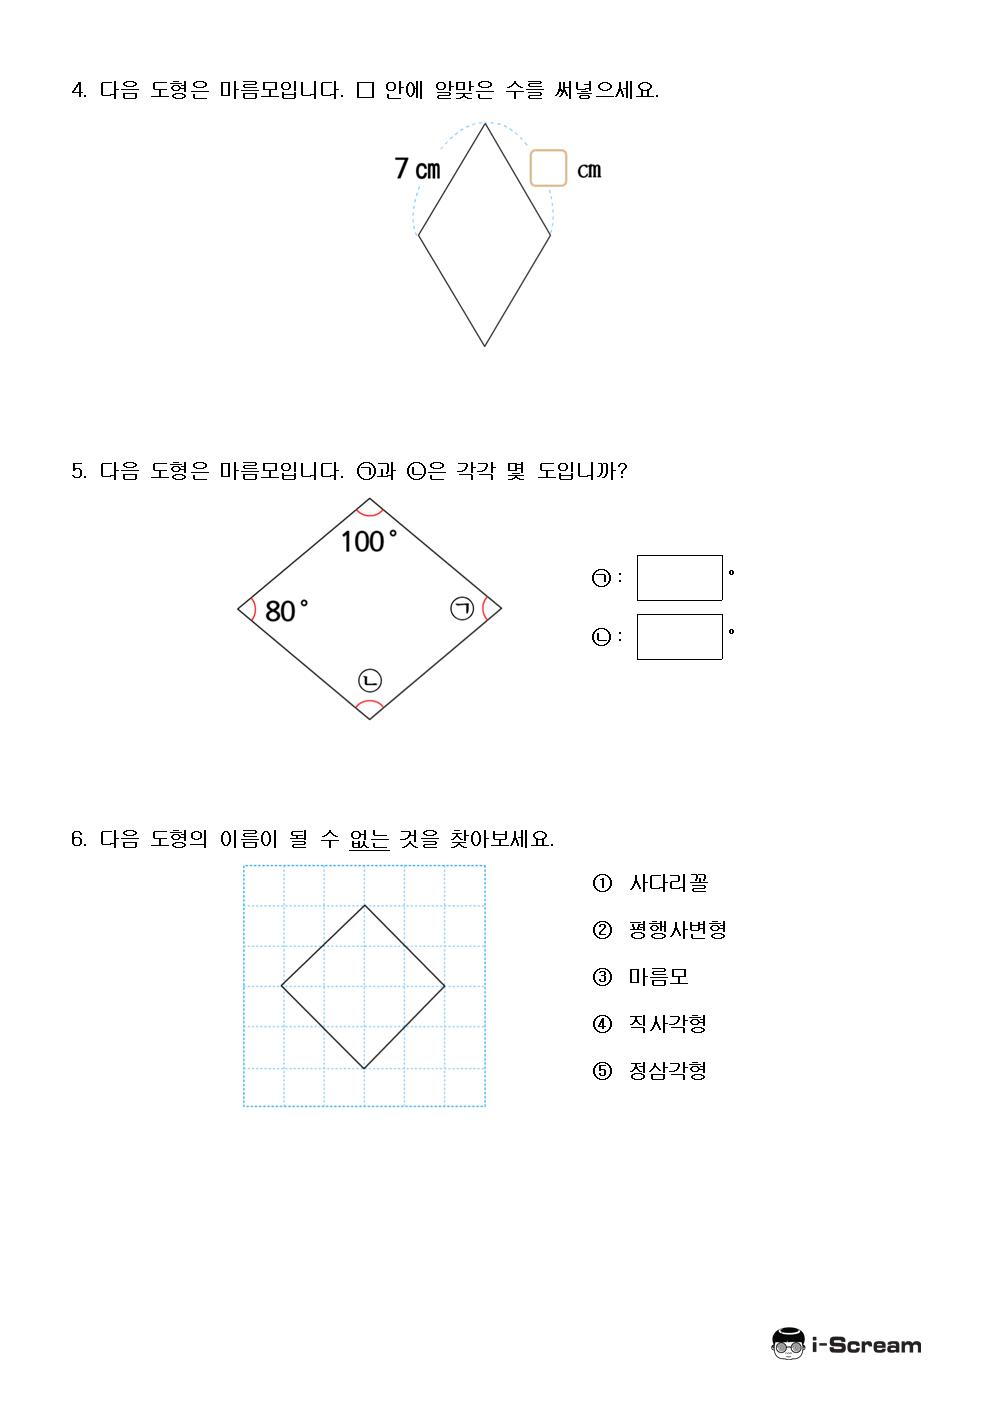 4. 다음 도형은 마름모입니다. □ 안에 알맞은 수를 써넣으세요.
7 cm
cm
5. 다음 도형은 마름모입니다. ㉠과 ㉡은 각각 몇 도입니까?
100°
80°
㉠
㉡
㉠ : °
㉡ : °
6. 다음 도형의 이름이 될 수 없는 것을 찾아보세요.
① 사다리꼴
② 평행사변형
③ 마름모
④ 직사각형
⑤ 정삼각형
i-Scream